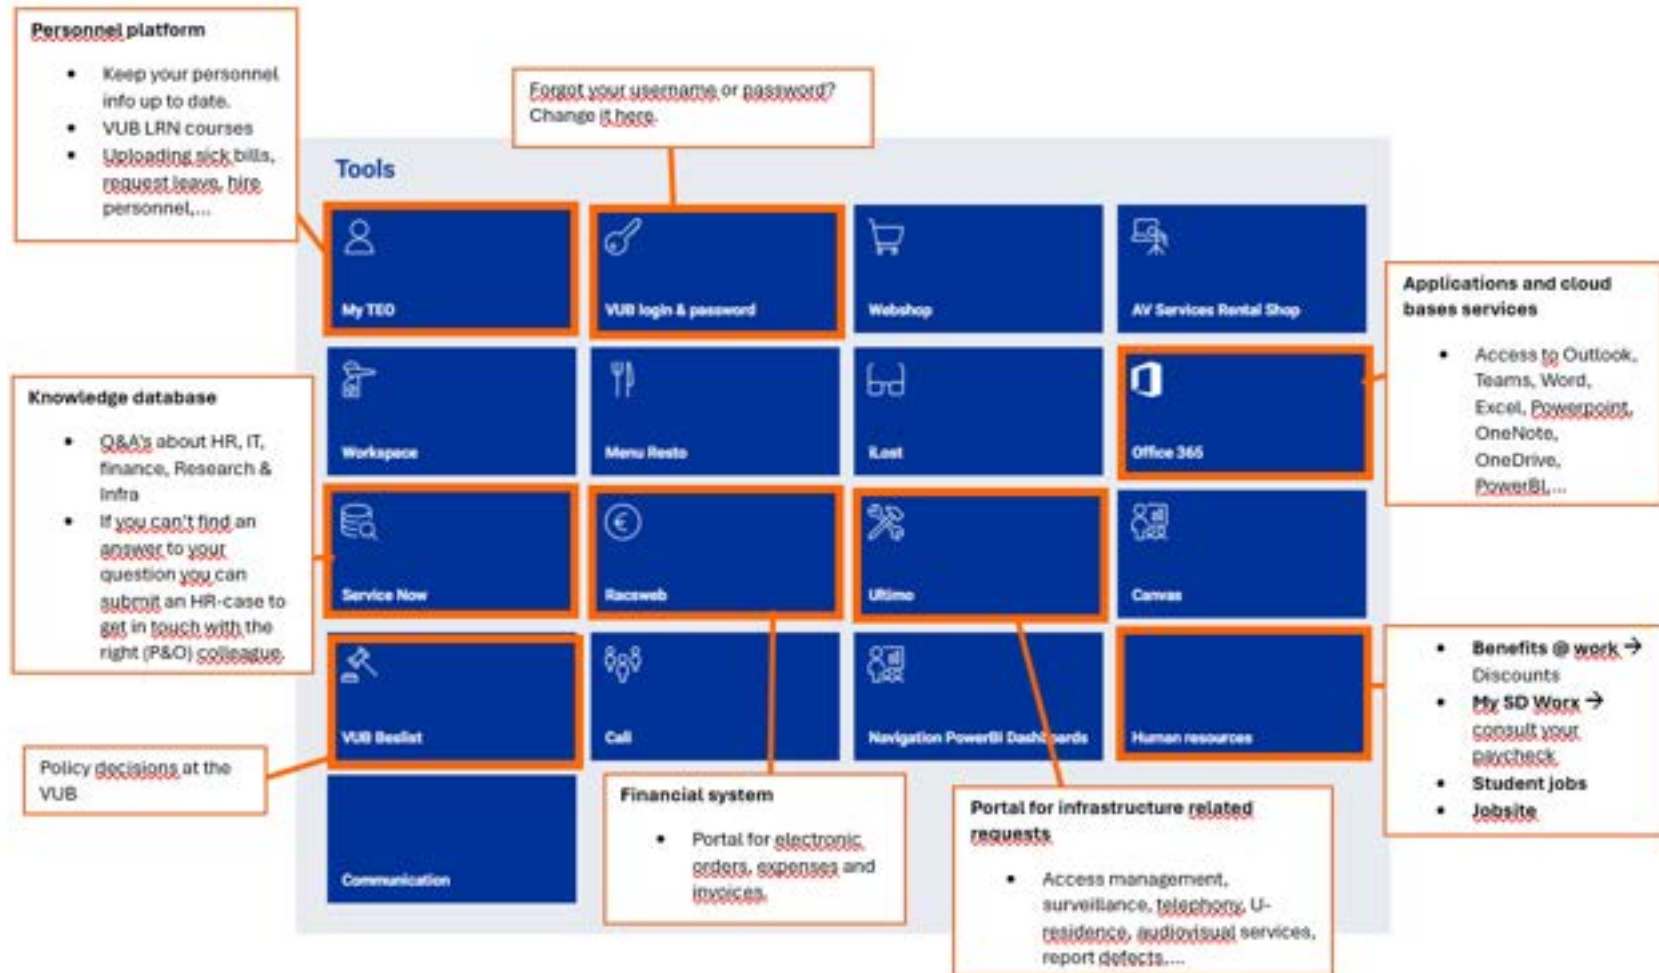 Personnel platform
• Keep your personnel
info up to date.
• VUB LRN courses
• Uploading sick bills,
request leave, hire
personnel,...
Forgot your username or password?
Change it here.
Tools
My TEO
VUB login & password
Webshop
AV Services Rental Shop
Applications and cloud
bases services
• Access to Outlook,
Teams, Word,
Excel, Powerpoint,
OneNote,
OneDrive,
PowerBI,...
Knowledge database
• Q&A's about HR, IT,
finance, Research &
Infra
• If you can't find an
answer to your
question you can
submit an HR-case to
get in touch with the
right (P&O) colleague.
Workspace
Menu Resto
iLost
Office 365
Service Now
Racsweb
Ultimo
Canvas
VUB Beslist
Call
Navigation PowerBI Dashboards
Human resources
• Benefits @ work →
Discounts
• My SD Worx →
consult your
paycheck
• Student jobs
• Jobsite
Policy decisions at the
VUB
Communication
Financial system
• Portal for electronic
orders, expenses and
invoices.
Portal for infrastructure related
requests
• Access management,
surveillance, telephony, U-
residence, audiovisual services,
report defects,...